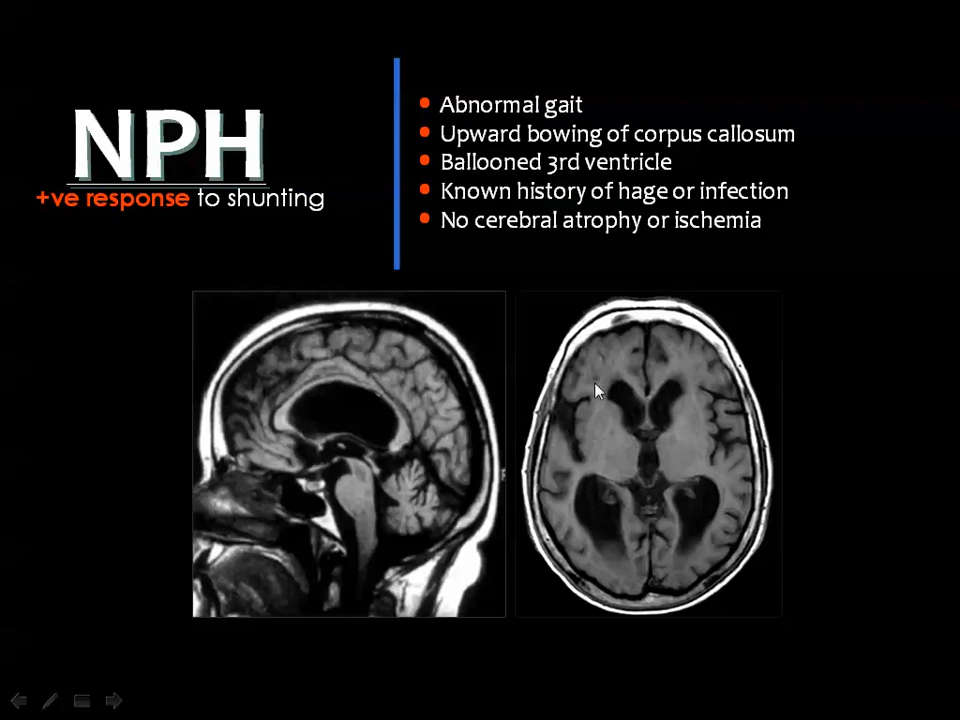 NPH
+ve response to shunting
Abnormal gait
Upward bowing of corpus callosum
Ballooned 3rd ventricle
Known history of hage or infection
No cerebral atrophy or ischemia